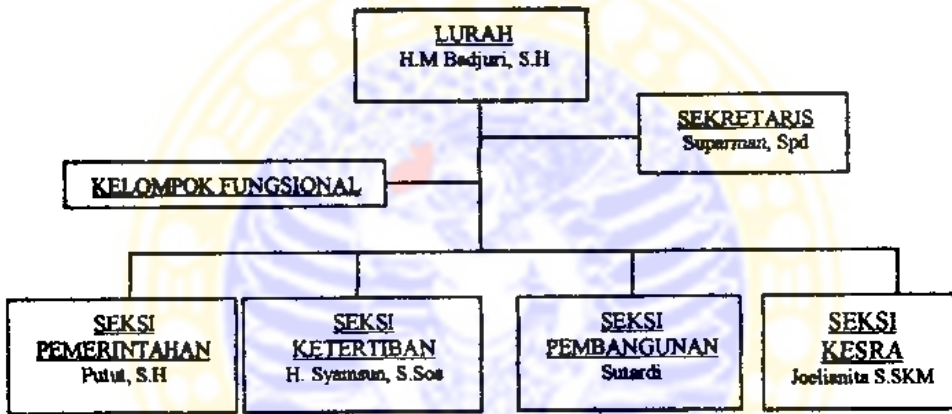 LURAH
H.M Badjuri, S.H
SEKRETARIS
Suparman, Spd
KELOMPOK FUNGSIONAL
SEKSI
PEMERINTAHAN
Putut, S.H
SEKSI
KETERTIBAN
H. Syamsun, S.Sos
SEKSI
PEMBANGUNAN
Sutardi
SEKSI
KESRA
Joelianita S.SKM